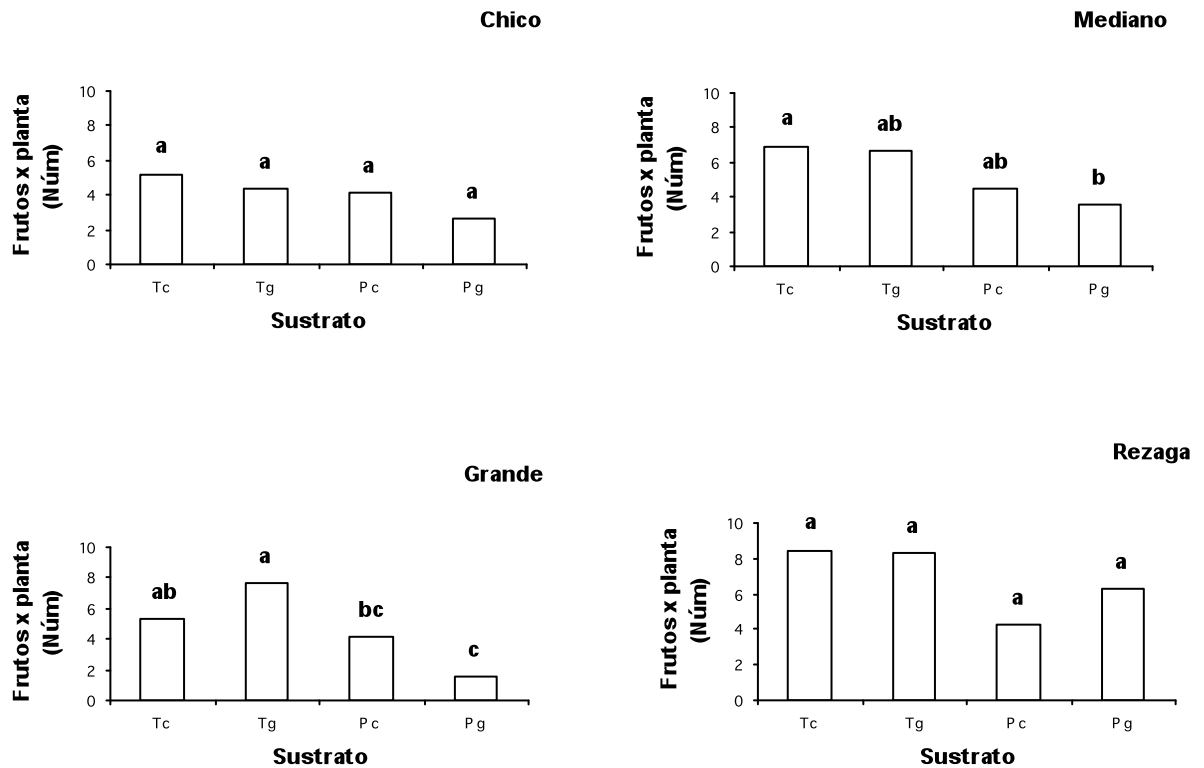 Chico
Frutos x planta
(Núm)
10
8
6
4
2
0
a
a
a
a
Tc
Tg
Pc
Pg
Sustrato
Mediano
Frutos x planta
(Núm)
10
8
6
4
2
0
a
ab
ab
b
Tc
Tg
Pc
Pg
Sustrato
Grande
Frutos x planta
(Núm)
10
8
6
4
2
0
ab
a
bc
c
Tc
Tg
Pc
Pg
Sustrato
Rezaga
Frutos x planta
(Núm)
10
8
6
4
2
0
a
a
a
a
Tc
Tg
Pc
Pg
Sustrato